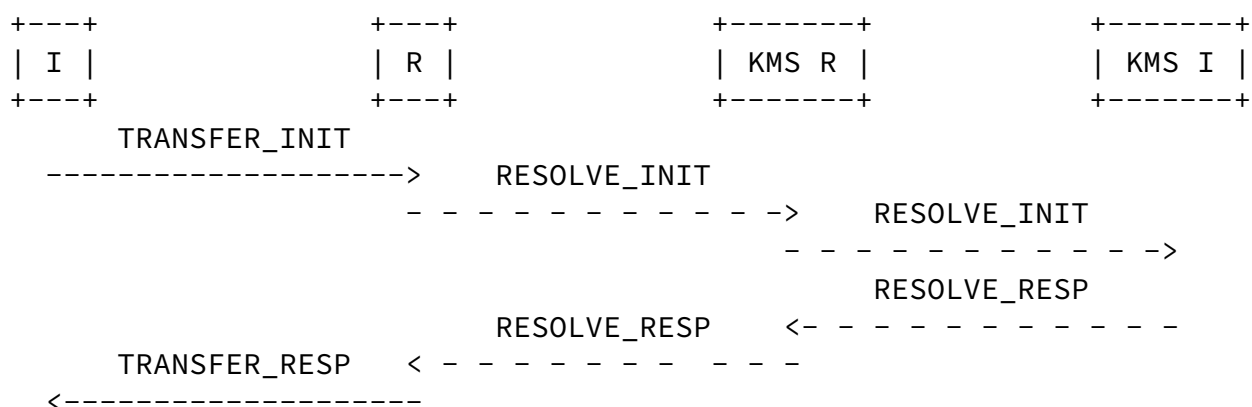 +---+                +---+               +-------+           +-------+
| I |                | R |               | KMS R |           | KMS I |
+---+                +---+               +-------+           +-------+
TRANSFER_INIT
--------------------> RESOLVE_INIT
- - - - - - - - - - -> RESOLVE_INIT
- - - - - - - - - - ->
RESOLVE_RESP
RESOLVE_RESP <- - - - - - - - - - -
TRANSFER_RESP < - - - - - - -  - - -
<--------------------